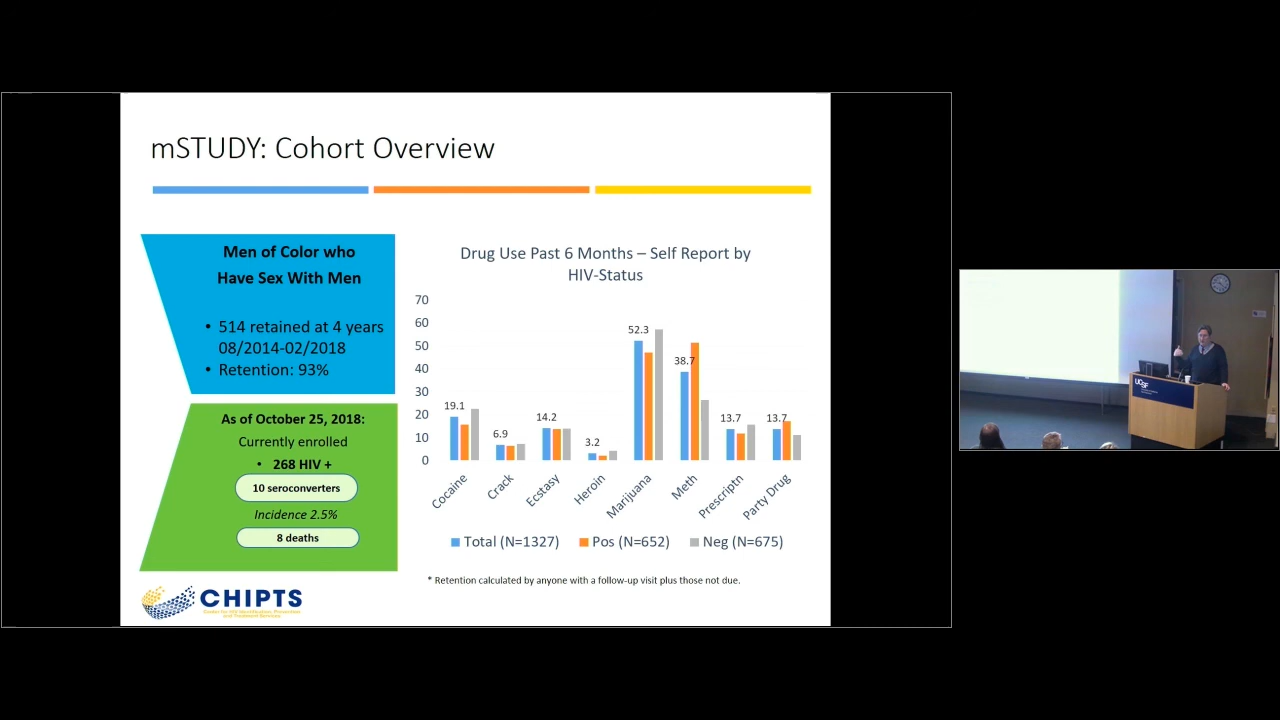 mSTUDY: Cohort Overview
Men of Color who
Have Sex With Men
• 514 retained at 4 years
08/2014-02/2018
• Retention: 93%
As of October 25, 2018:
Currently enrolled
• 268 HIV +
10 seroconverters
Incidence 2.5%
8 deaths
CHIPTS
Drug Use Past 6 Months – Self Report by
HIV-Status
70
60
50
40
30
20
10
0
19.1
6.9
14.2
3.2
52.3
38.7
13.7
13.7
Cocaine
Crack
Ecstasy
Heroin
Marijuana
Meth
Prescriptn
Party Drug
Total (N=1327)
Pos (N=652)
Neg (N=675)
* Retention calculated by anyone with a follow-up visit plus those not due.
UCSF